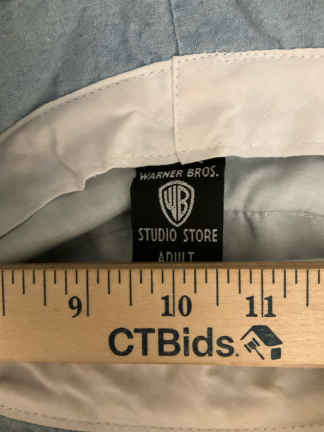 WARNER BROS.
WB
STUDIO STORE
ADULT
9 10 11
CTBids.